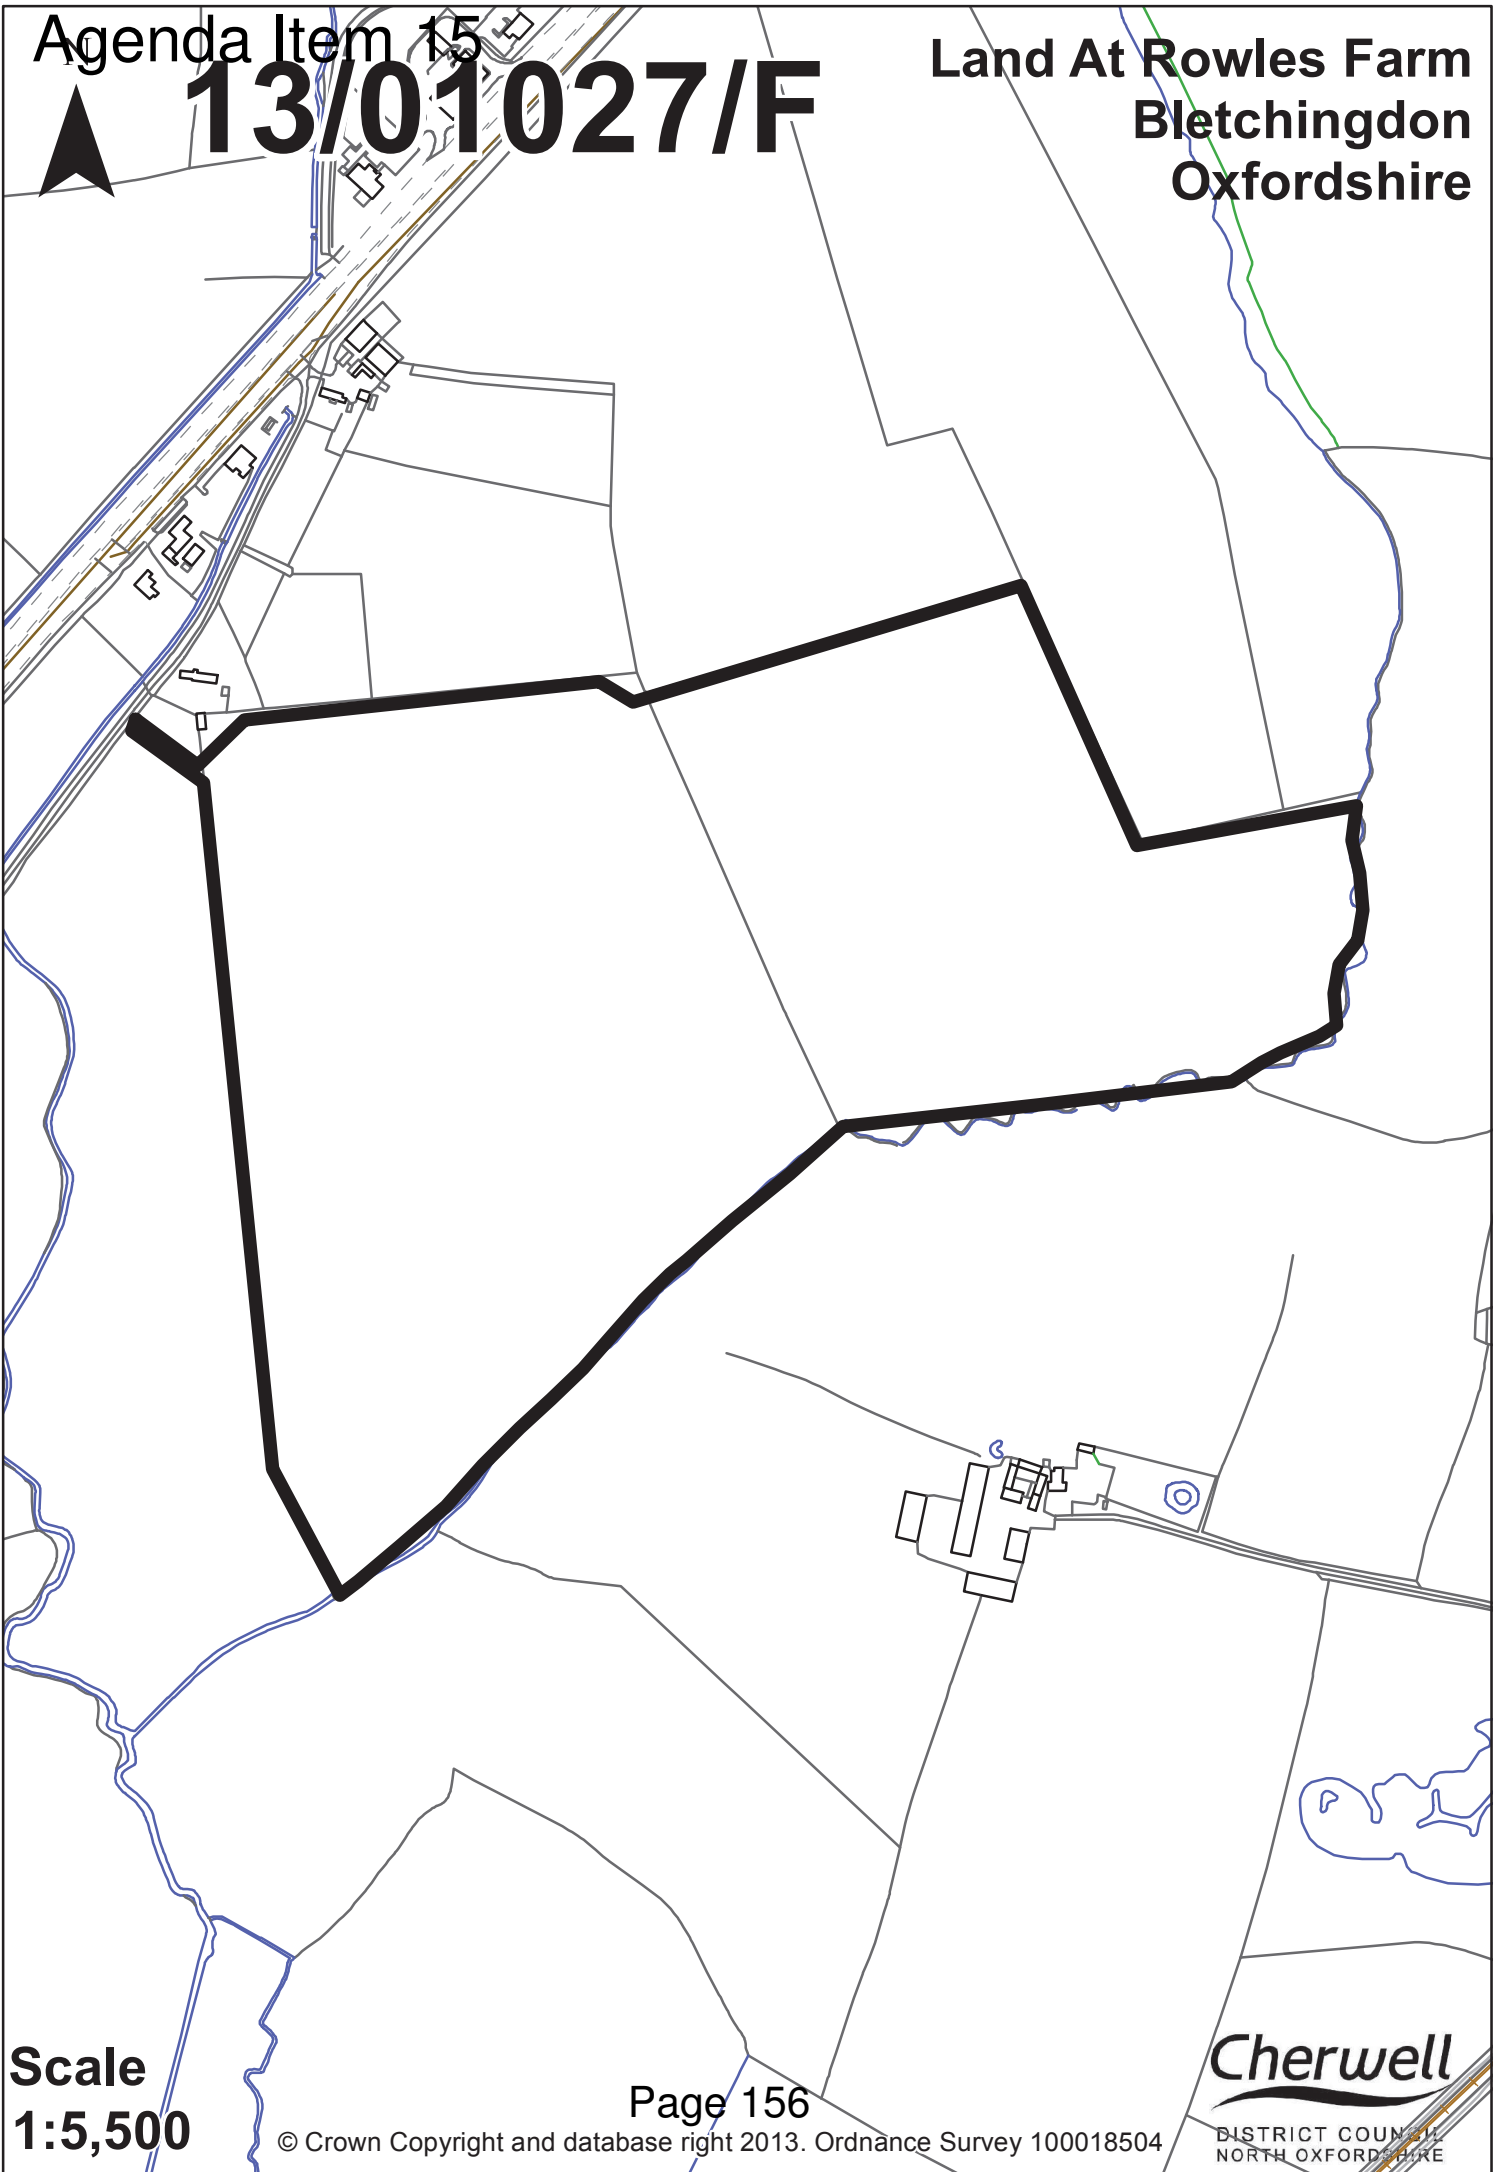 Agenda Item 15
N
13/01027/F
Land At Rowles Farm
Bletchingdon
Oxfordshire
Scale
1:5,500
Page 156
© Crown Copyright and database right 2013. Ordnance Survey 100018504
Cherwell
DISTRICT COUNCIL
NORTH OXFORDSHIRE